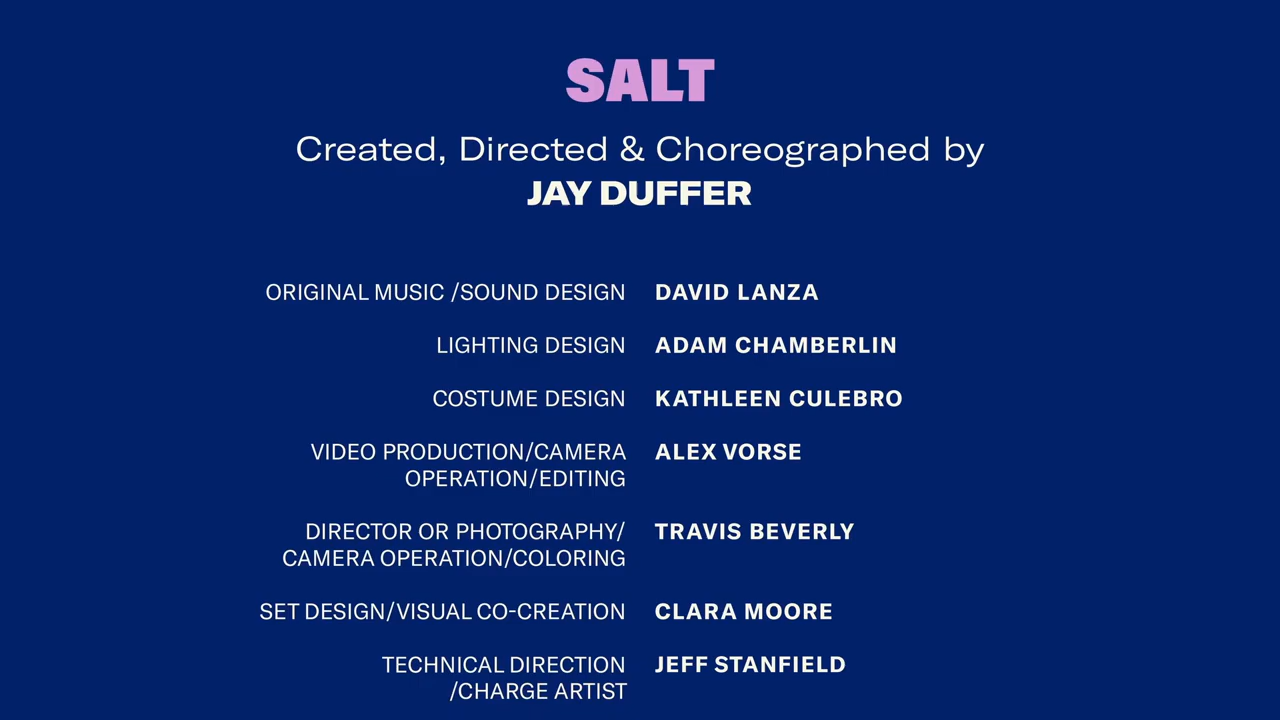 SALT
Created, Directed & Choreographed by
JAY DUFFER
ORIGINAL MUSIC /SOUND DESIGN DAVID LANZA
LIGHTING DESIGN ADAM CHAMBERLIN
COSTUME DESIGN KATHLEEN CULEBRO
VIDEO PRODUCTION/CAMERA ALEX VORSE
OPERATION/EDITING
DIRECTOR OR PHOTOGRAPHY/ TRAVIS BEVERLY
CAMERA OPERATION/COLORING
SET DESIGN/VISUAL CO-CREATION CLARA MOORE
TECHNICAL DIRECTION JEFF STANFIELD
/CHARGE ARTIST